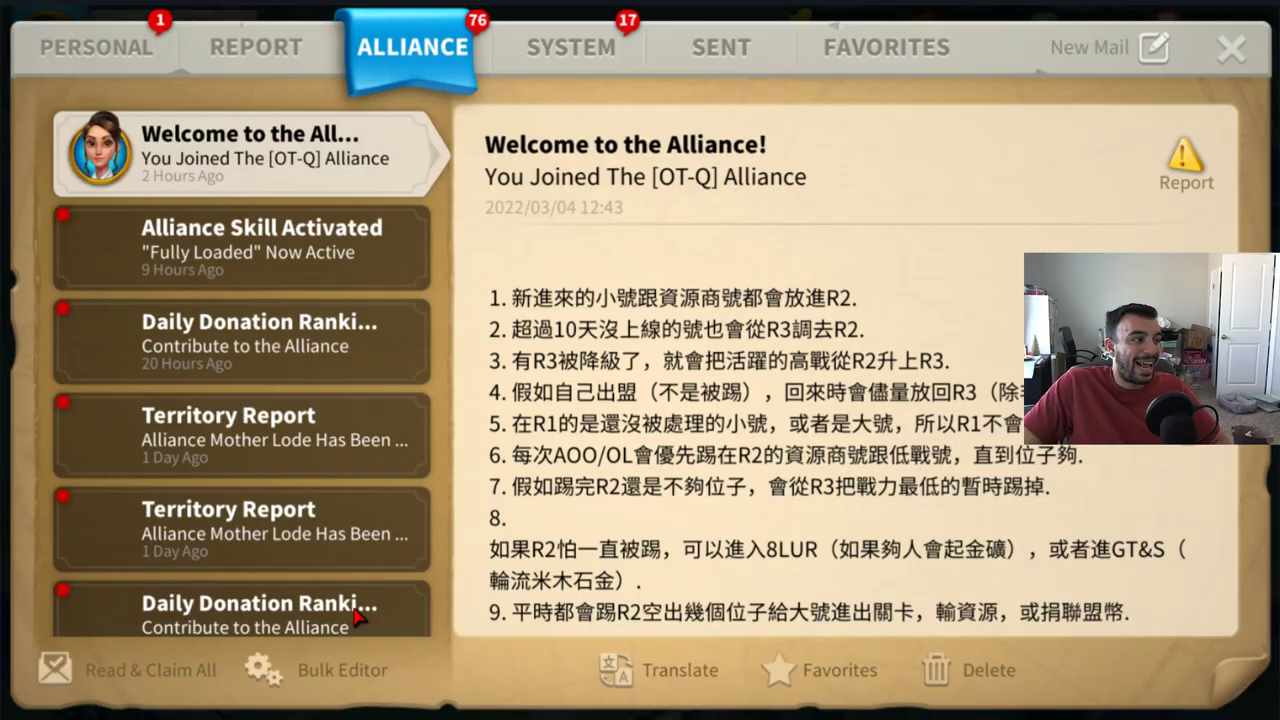 PERSONAL
1
REPORT
ALLIANCE
76
SYSTEM
17
SENT
FAVORITES
New Mail
Welcome to the All...
You Joined The [OT-Q] Alliance
2 Hours Ago
Alliance Skill Activated
"Fully Loaded" Now Active
9 Hours Ago
Daily Donation Ranki...
Contribute to the Alliance
20 Hours Ago
Territory Report
Alliance Mother Lode Has Been ...
1 Day Ago
Territory Report
Alliance Mother Lode Has Been ...
1 Day Ago
Daily Donation Ranki...
Contribute to the Alliance
Welcome to the Alliance!
You Joined The [OT-Q] Alliance
2022/03/04 12:43
Report
1. 新進來的小號跟資源商號都會放進R2.
2. 超過10天沒上線的號也會從R3調去R2.
3. 有R3被降級了，就會把活躍的高戰從R2升上R3.
4. 假如自己出盟（不是被踢），回來時會儘量放回R3（除
5. 在R1的是還沒被處理的小號，或者是大號，所以R1不會
6. 每次AOO/OL會優先踢在R2的資源商號跟低戰號，直到位子夠.
7. 假如踢完R2還是不夠位子，會從R3把戰力最低的暫時踢掉.
8.
如果R2怕一直被踢，可以進入8LUR（如果夠人會起金礦），或者進GT&S（
輪流米木石金）.
9. 平時都會踢R2空出幾個位子給大號進出關卡，輸資源，或捐聯盟幣.
Read & Claim All
Bulk Editor
Translate
Favorites
Delete